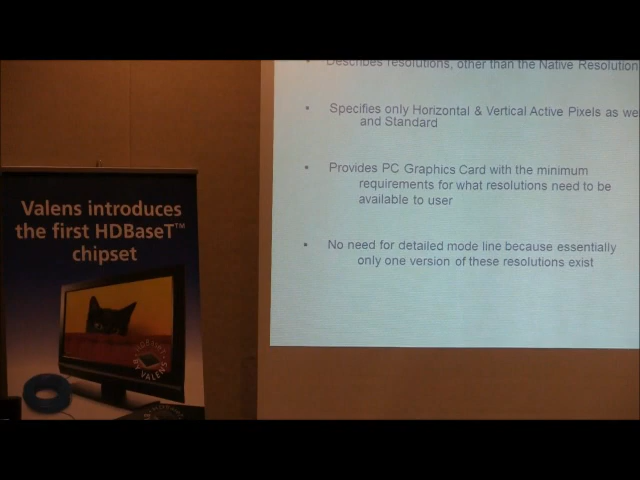 Describes resolutions, other than the Native Resolution
Specifies only Horizontal & Vertical Active Pixels as we
and Standard
Provides PC Graphics Card with the minimum
requirements for what resolutions need to be
available to user
No need for detailed mode line because essentially
only one version of these resolutions exist
Valens introduces
the first HDBaseT™
chipset
VALENS